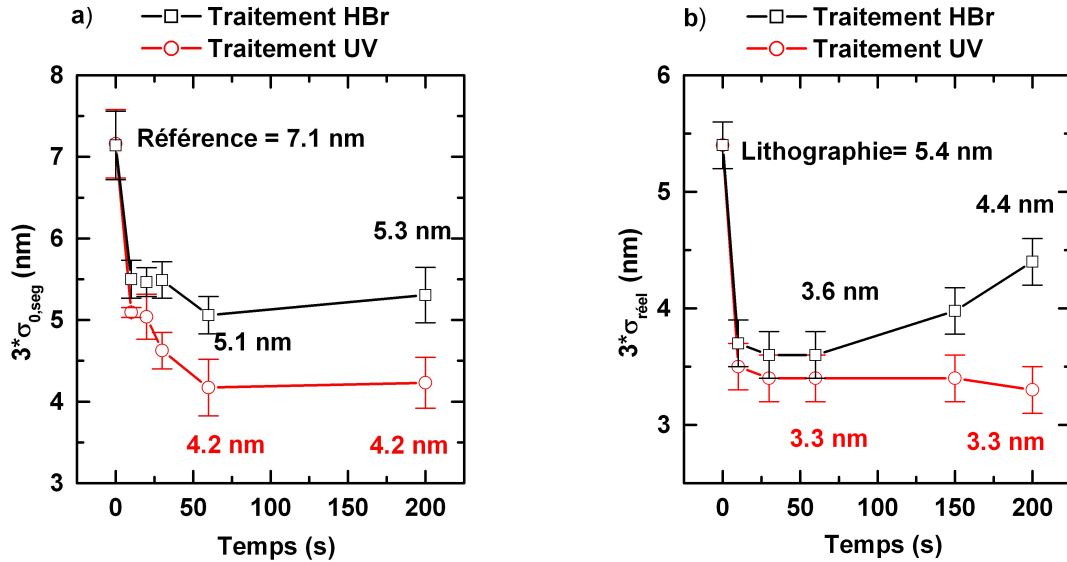 a)
Traitement HBr
Traitement UV
8
7
6
5
4
3
3*σ0,seg (nm)
Référence = 7.1 nm
5.3 nm
5.1 nm
4.2 nm
4.2 nm
0
50
100
150
200
Temps (s)
b)
Traitement HBr
Traitement UV
6
5
4
3
3*σréel (nm)
Lithographie= 5.4 nm
4.4 nm
3.6 nm
3.3 nm
3.3 nm
0
50
100
150
200
Temps (s)